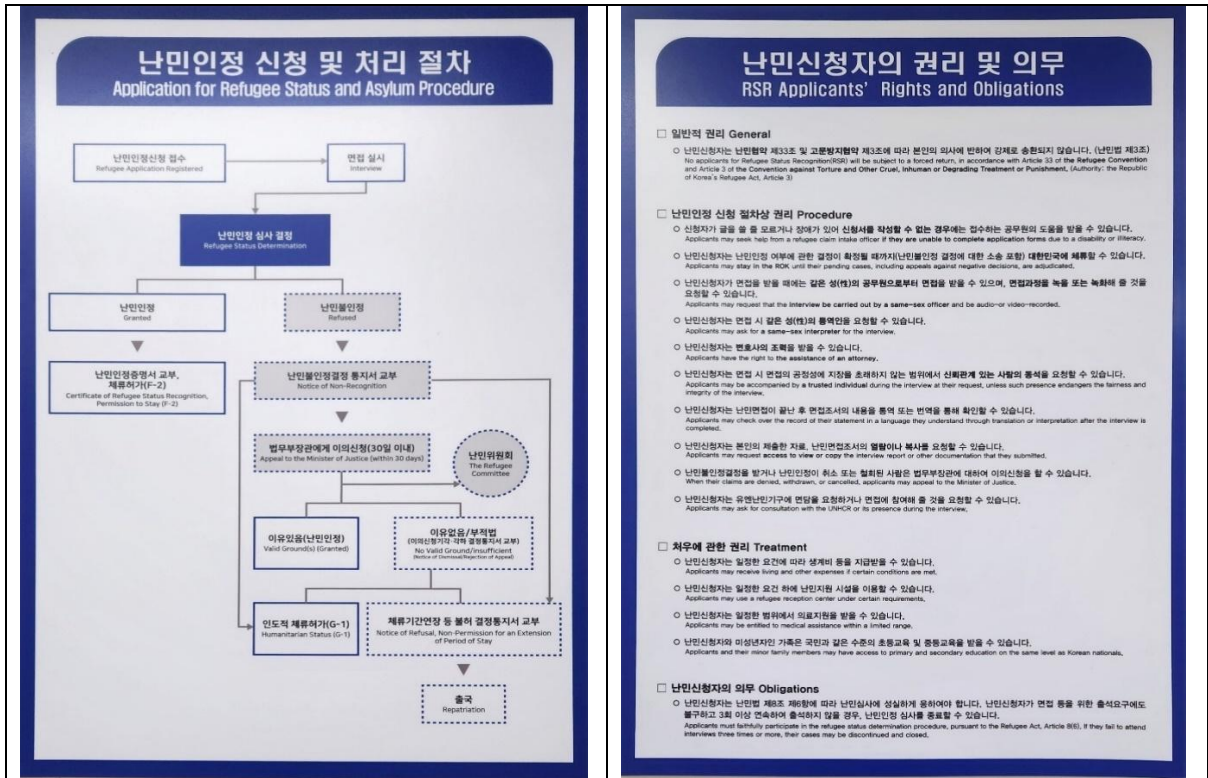 난민인정 신청 및 처리 절차
Application for Refugee Status and Asylum Procedure
난민인정신청 접수
Refugee Application Registered
면접 실시
Interview
난민인정 심사 결정
Refugee Status Determination
난민인정
Granted
난민불인정
Refused
난민인정증명서 교부,
체류허가(F-2)
Certificate of Refugee Status Recognition,
Permission to Stay (F-2)
난민불인정결정 통지서 교부
Notice of Non-Recognition
법무부장관에게 이의신청(30일 이내)
Appeal to the Minister of Justice (within 30 days)
난민위원회
The Refugee
Committee
이유있음(난민인정)
Valid Ground(s) (Granted)
이유없음/부적법
(이의신청기각·각하 결정통지서 교부)
No Valid Ground/insufficient
(Notice of Dismissal/Rejection of Appeal)
인도적 체류허가(G-1)
Humanitarian Status (G-1)
체류기간연장 등 불허 결정통지서 교부
Notice of Refusal, Non-Permission for an Extension
of Period of Stay
출국
Repatriation
난민신청자의 권리 및 의무
RSR Applicants' Rights and Obligations
□ 일반적 권리 General
○ 난민신청자는 난민협약 제33조 및 고문방지협약 제3조에 따라 본인의 의사에 반하여 강제로 송환되지 않습니다. (난민법 제3조)
No applicants for Refugee Status Recognition(RSR) will be subject to a forced return, in accordance with Article 33 of the Refugee Convention
and Article 3 of the Convention against Torture and Other Cruel, Inhuman or Degrading Treatment or Punishment. (Authority: the Republic
of Korea's Refugee Act, Article 3)
□ 난민인정 신청 절차상 권리 Procedure
○ 신청자가 글을 쓸 줄 모르거나 장애가 있어 신청서를 작성할 수 없는 경우에는 접수하는 공무원의 도움을 받을 수 있습니다.
Applicants may seek help from a refugee claim intake officer if they are unable to complete application forms due to a disability or illiteracy.
○ 난민신청자는 난민인정 여부에 관한 결정이 확정될 때까지(난민불인정 결정에 대한 소송 포함) 대한민국에 체류할 수 있습니다.
Applicants may stay in the ROK until their pending cases, including appeals against negative decisions, are adjudicated.
○ 난민신청자가 면접을 받을 때에는 같은 성(性)의 공무원으로부터 면접을 받을 수 있으며, 면접과정을 녹음 또는 녹화해 줄 것을
요청할 수 있습니다.
Applicants may request that the interview be carried out by a same-sex officer and be audio-or video-recorded.
○ 난민신청자는 면접 시 같은 성(性)의 통역인을 요청할 수 있습니다.
Applicants may ask for a same-sex interpreter for the interview.
○ 난민신청자는 변호사의 조력을 받을 수 있습니다.
Applicants have the right to the assistance of an attorney.
○ 난민신청자는 면접 시 면접의 공정성에 지장을 초래하지 않는 범위에서 신뢰관계 있는 사람의 동석을 요청할 수 있습니다.
Applicants may be accompanied by a trusted individual during the interview at their request, unless such presence endangers the fairness and
integrity of the interview.
○ 난민신청자는 난민면접이 끝난 후 면접조서의 내용을 통역 또는 번역을 통해 확인할 수 있습니다.
Applicants may check over the record of their statement in a language they understand through translation or interpretation after the interview is
completed.
○ 난민신청자는 본인의 제출한 자료, 난민면접조서의 열람이나 복사를 요청할 수 있습니다.
Applicants may request access to view or copy the interview report or other documentation that they submitted.
○ 난민불인정결정을 받거나 난민인정이 취소 또는 철회된 사람은 법무부장관에 대하여 이의신청을 할 수 있습니다.
When their claims are denied, withdrawn, or cancelled, applicants may appeal to the Minister of Justice.
○ 난민신청자는 유엔난민기구에 면담을 요청하거나 면접에 참여해 줄 것을 요청할 수 있습니다.
Applicants may ask for consultation with the UNHCR or its presence during the interview.
□ 처우에 관한 권리 Treatment
○ 난민신청자는 일정한 요건에 따라 생계비 등을 지급받을 수 있습니다.
Applicants may receive living and other expenses if certain conditions are met.
○ 난민신청자는 일정한 요건 하에 난민지원 시설을 이용할 수 있습니다.
Applicants may use a refugee reception center under certain requirements.
○ 난민신청자는 일정한 범위에서 의료지원을 받을 수 있습니다.
Applicants may be entitled to medical assistance within a limited range.
○ 난민신청자와 미성년자인 가족은 국민과 같은 수준의 초등교육 및 중등교육을 받을 수 있습니다.
Applicants and their minor family members may have access to primary and secondary education on the same level as Korean nationals.
□ 난민신청자의 의무 Obligations
○ 난민신청자는 난민법 제8조 제6항에 따라 난민심사에 성실하게 응하여야 합니다. 난민신청자가 면접 등을 위한 출석요구에도
불구하고 3회 이상 연속하여 출석하지 않을 경우, 난민인정 심사를 종료할 수 있습니다.
Applicants must faithfully participate in the refugee status determination procedure, pursuant to the Refugee Act, Article 8(6). If they fail to attend
interviews three times or more, their cases may be discontinued and closed.